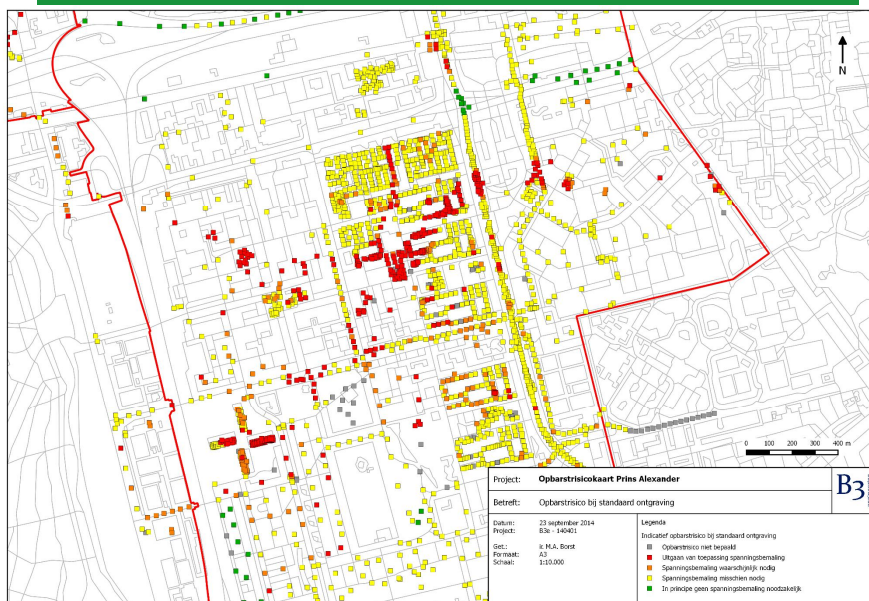 N
0 100 200 300 400 m
Project: Opbarstrisicokaart Prins Alexander
Betreft: Opbarstrisico bij standaard ontgraving
B3
Datum: 23 september 2014
Project: B3e - 140401
Get.: ir. M.A. Borst
Formaat: A3
Schaal: 1:10.000
Legenda
Indicatief opbarstrisico bij standaard ontgraving
Opbarstrisico niet bepaald
Uitgaan van toepassing spanningsbemaling
Spanningsbemaling waarschijnlijk nodig
Spanningsbemaling misschien nodig
In principe geen spanningsbemaling noodzakelijk